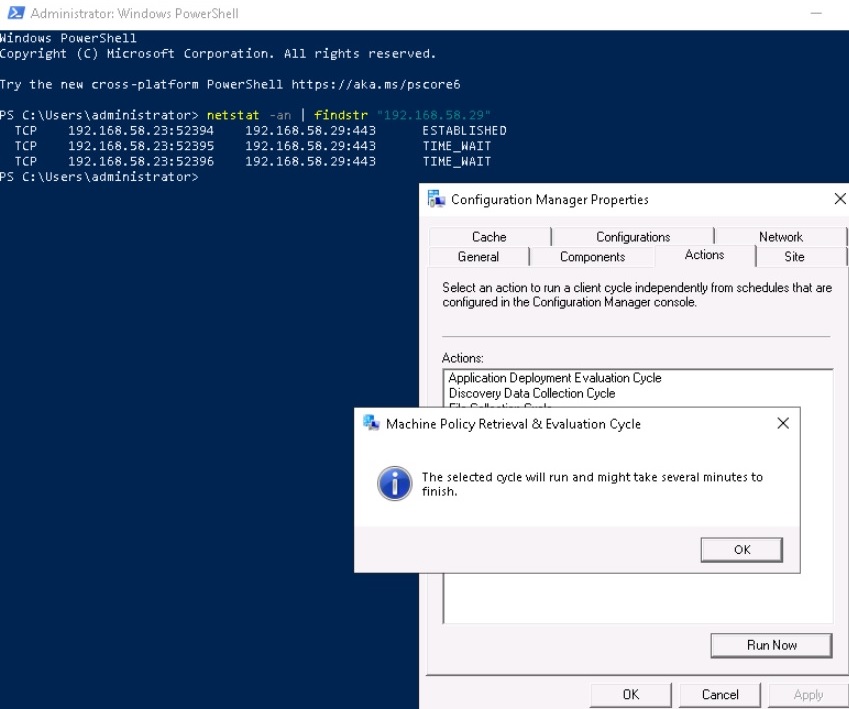 Administrator: Windows PowerShell
Windows PowerShell
Copyright (C) Microsoft Corporation. All rights reserved.
Try the new cross-platform PowerShell https://aka.ms/pscore6
PS C:\Users\administrator> netstat -an | findstr "192.168.58.29"
TCP 192.168.58.23:52394 192.168.58.29:443 ESTABLISHED
TCP 192.168.58.23:52395 192.168.58.29:443 TIME_WAIT
TCP 192.168.58.23:52396 192.168.58.29:443 TIME_WAIT
PS C:\Users\administrator>
Configuration Manager Properties
Cache Configurations Network
General Components Actions Site
Select an action to run a client cycle independently from schedules that are
configured in the Configuration Manager console.
Actions:
Application Deployment Evaluation Cycle
Discovery Data Collection Cycle
File Collection Cycle
Machine Policy Retrieval & Evaluation Cycle
The selected cycle will run and might take several minutes to
finish.
OK
Run Now
OK Cancel Apply